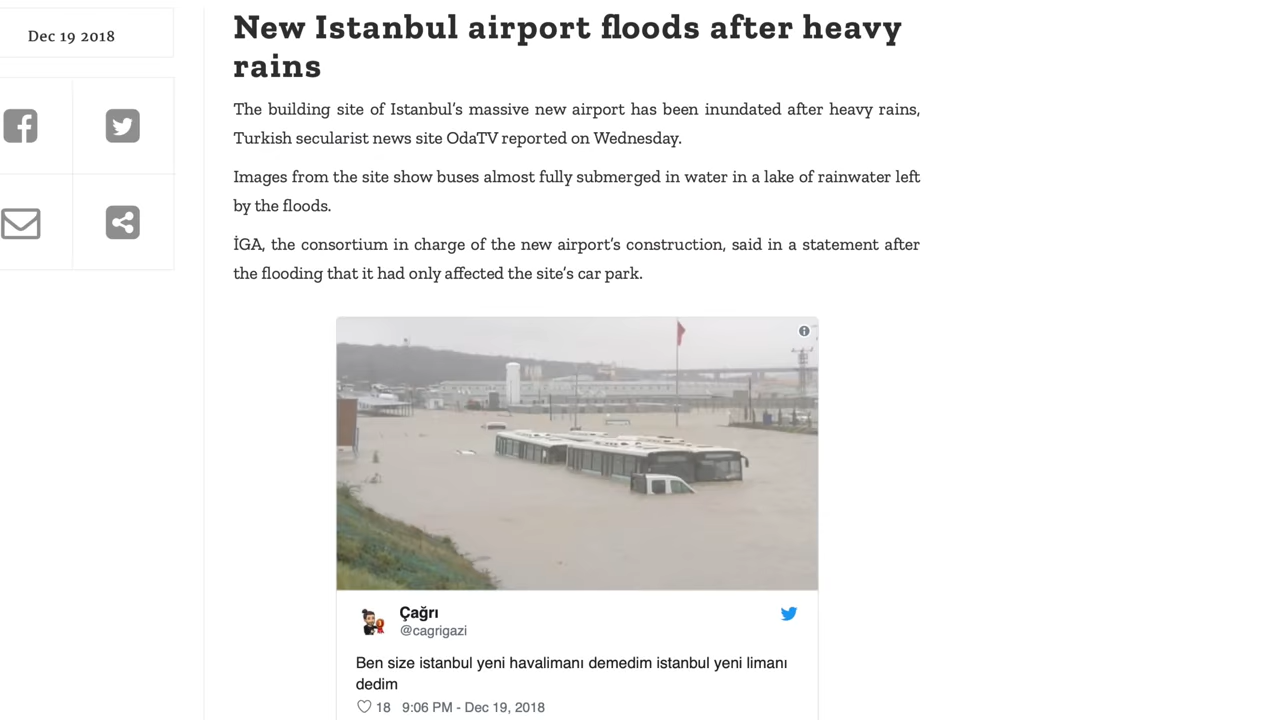 Dec 19 2018
New Istanbul airport floods after heavy
rains
The building site of Istanbul's massive new airport has been inundated after heavy rains,
Turkish secularist news site OdaTV reported on Wednesday.
Images from the site show buses almost fully submerged in water in a lake of rainwater left
by the floods.
İGA, the consortium in charge of the new airport's construction, said in a statement after
the flooding that it had only affected the site's car park.
Çağrı
@cagrigazi
Ben size istanbul yeni havalimanı demedim istanbul yeni limanı
dedim
18 9:06 PM - Dec 19, 2018